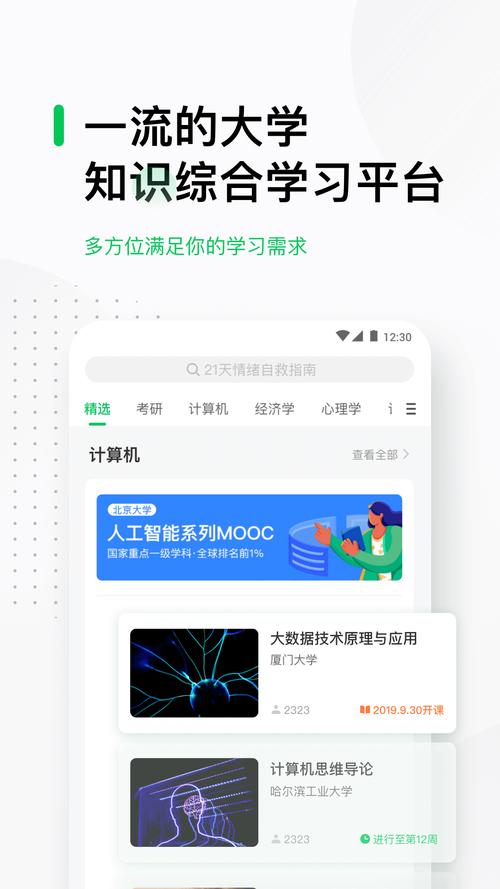 一流的大学
知识综合学习平台
多方位满足你的学习需求
12:30
21天情绪自救指南
精选 考研 计算机 经济学 心理学
计算机 查看全部
北京大学
人工智能系列MOOC
国家重点一级学科·全球排名前1%
大数据技术原理与应用
厦门大学
2323 2019.9.30开课
计算机思维导论
哈尔滨工业大学
2323 进行至第12周